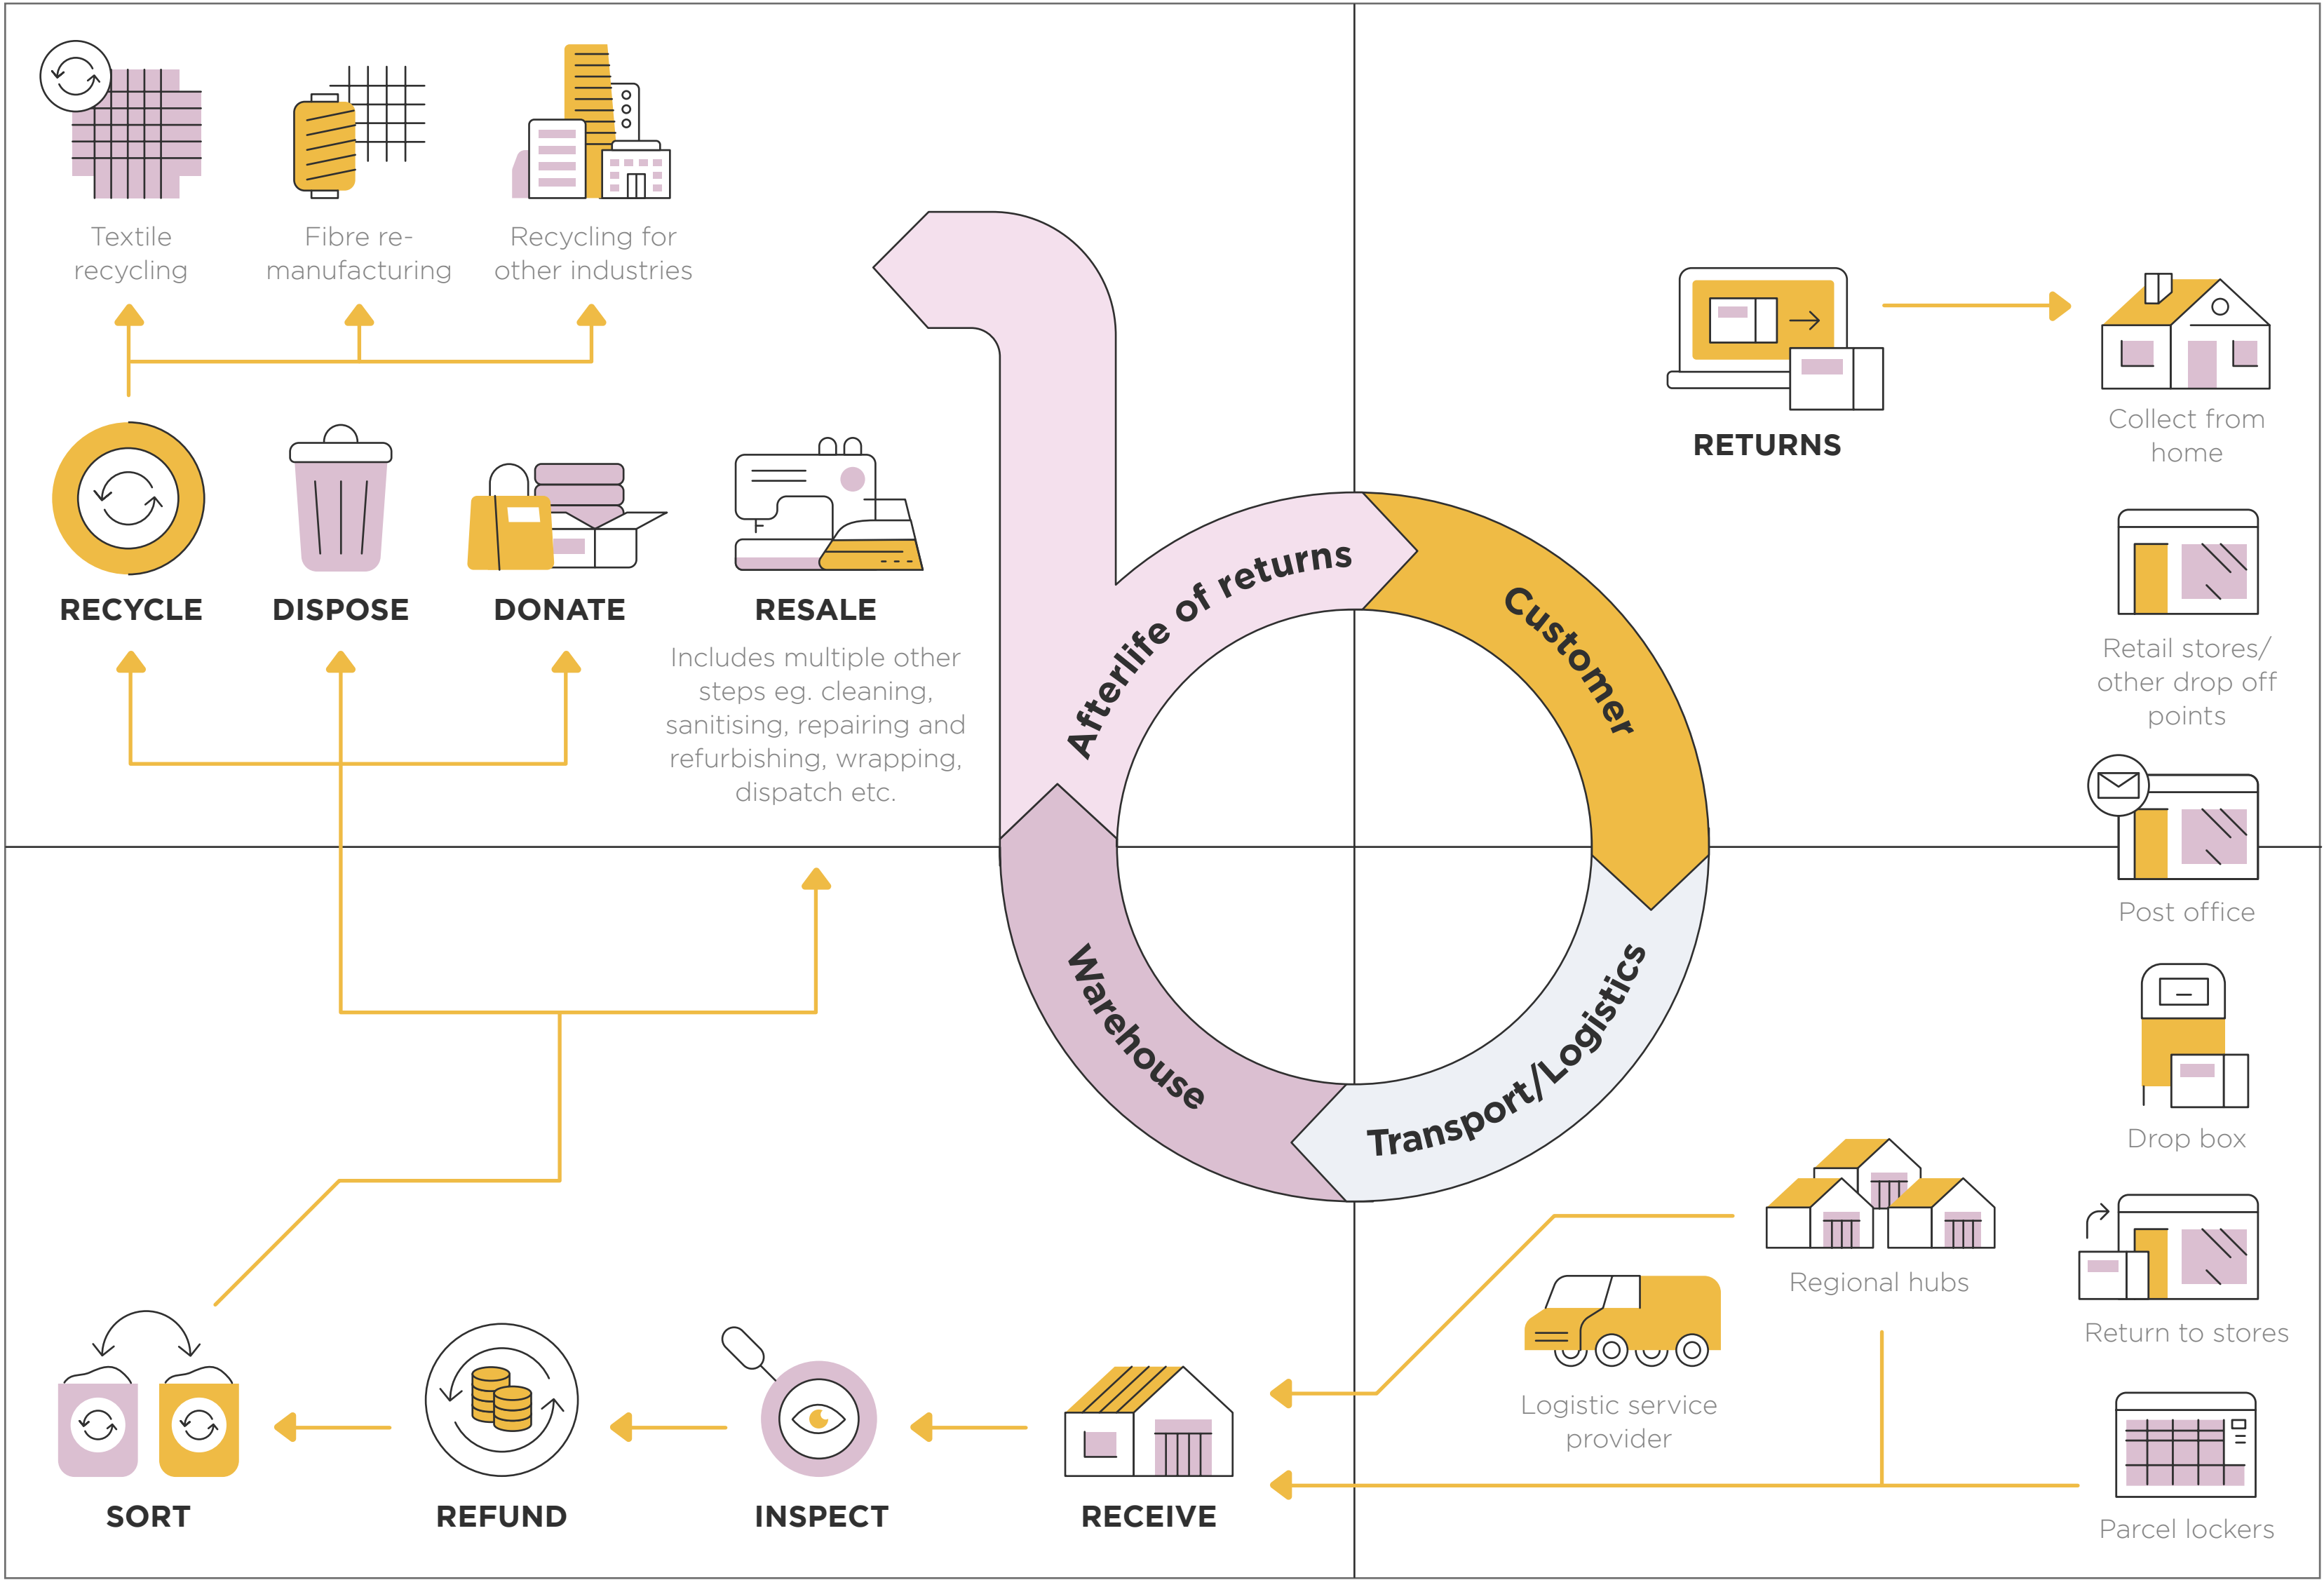 Textile
recycling
Fibre re-
manufacturing
Recycling for
other industries
RECYCLE
DISPOSE
DONATE
RESALE
Includes multiple other
steps eg. cleaning,
sanitising, repairing and
refurbishing, wrapping,
dispatch etc.
Afterlife of returns
Customer
Transport/Logistics
Warehouse
RETURNS
Collect from
home
Retail stores/
other drop off
points
Post office
Drop box
Return to stores
Parcel lockers
Regional hubs
Logistic service
provider
RECEIVE
INSPECT
REFUND
SORT